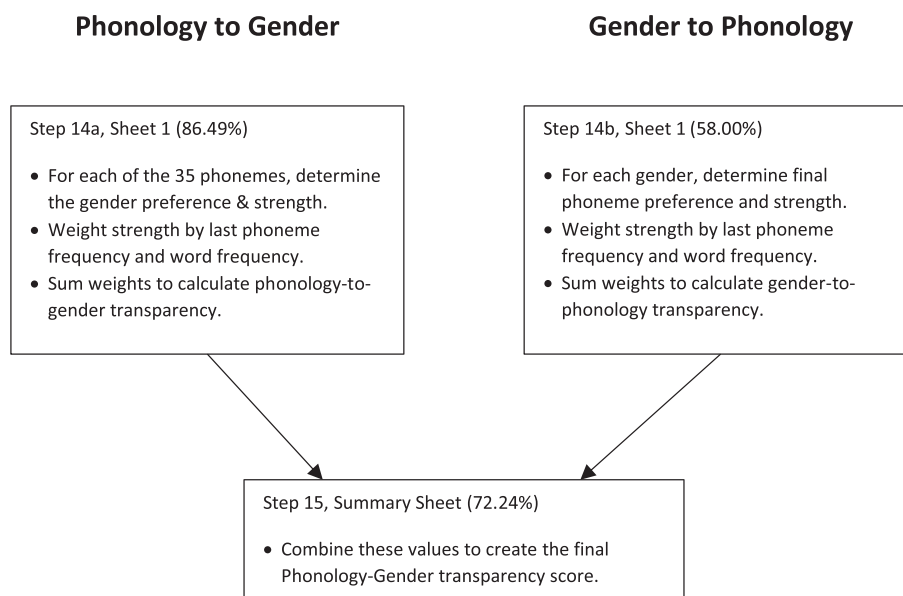 Phonology to Gender
Gender to Phonology
Step 14a, Sheet 1 (86.49%)
• For each of the 35 phonemes, determine
the gender preference & strength.
• Weight strength by last phoneme
frequency and word frequency.
• Sum weights to calculate phonology-to-
gender transparency.
Step 14b, Sheet 1 (58.00%)
• For each gender, determine final
phoneme preference and strength.
• Weight strength by last phoneme
frequency and word frequency.
• Sum weights to calculate gender-to-
phonology transparency.
Step 15, Summary Sheet (72.24%)
• Combine these values to create the final
Phonology-Gender transparency score.